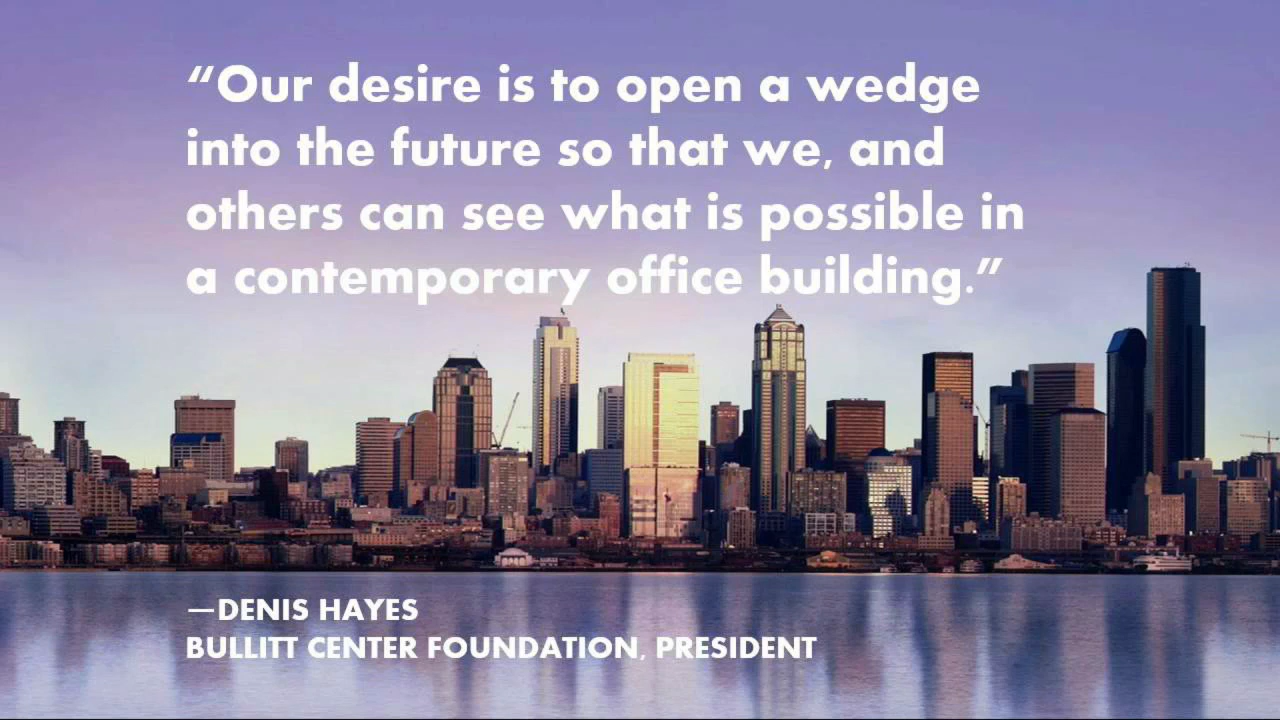 “Our desire is to open a wedge
into the future so that we, and
others can see what is possible in
a contemporary office building.”
—DENIS HAYES
BULLITT CENTER FOUNDATION, PRESIDENT